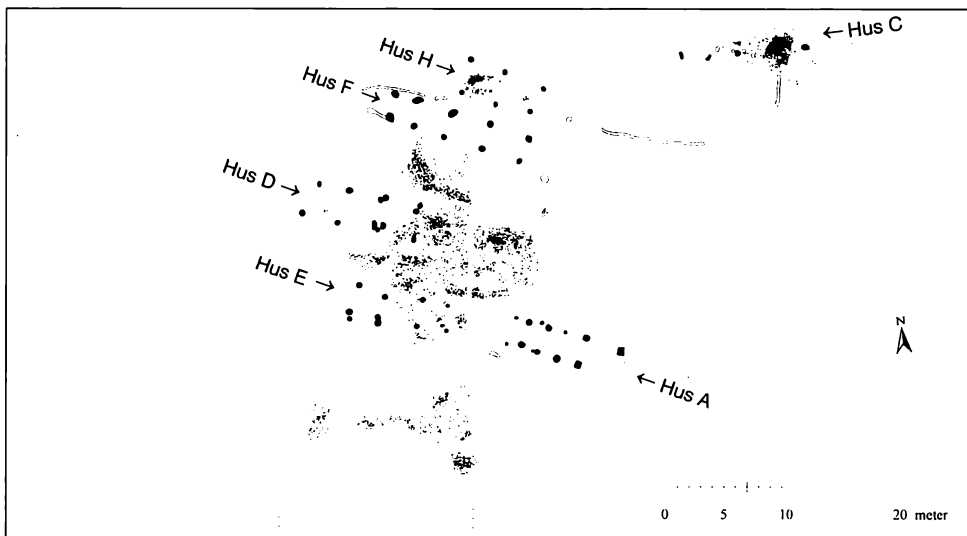 ← Hus C
Hus H →
Hus F →
Hus D →
Hus E →
N
← Hus A
0 5 10 20 meter